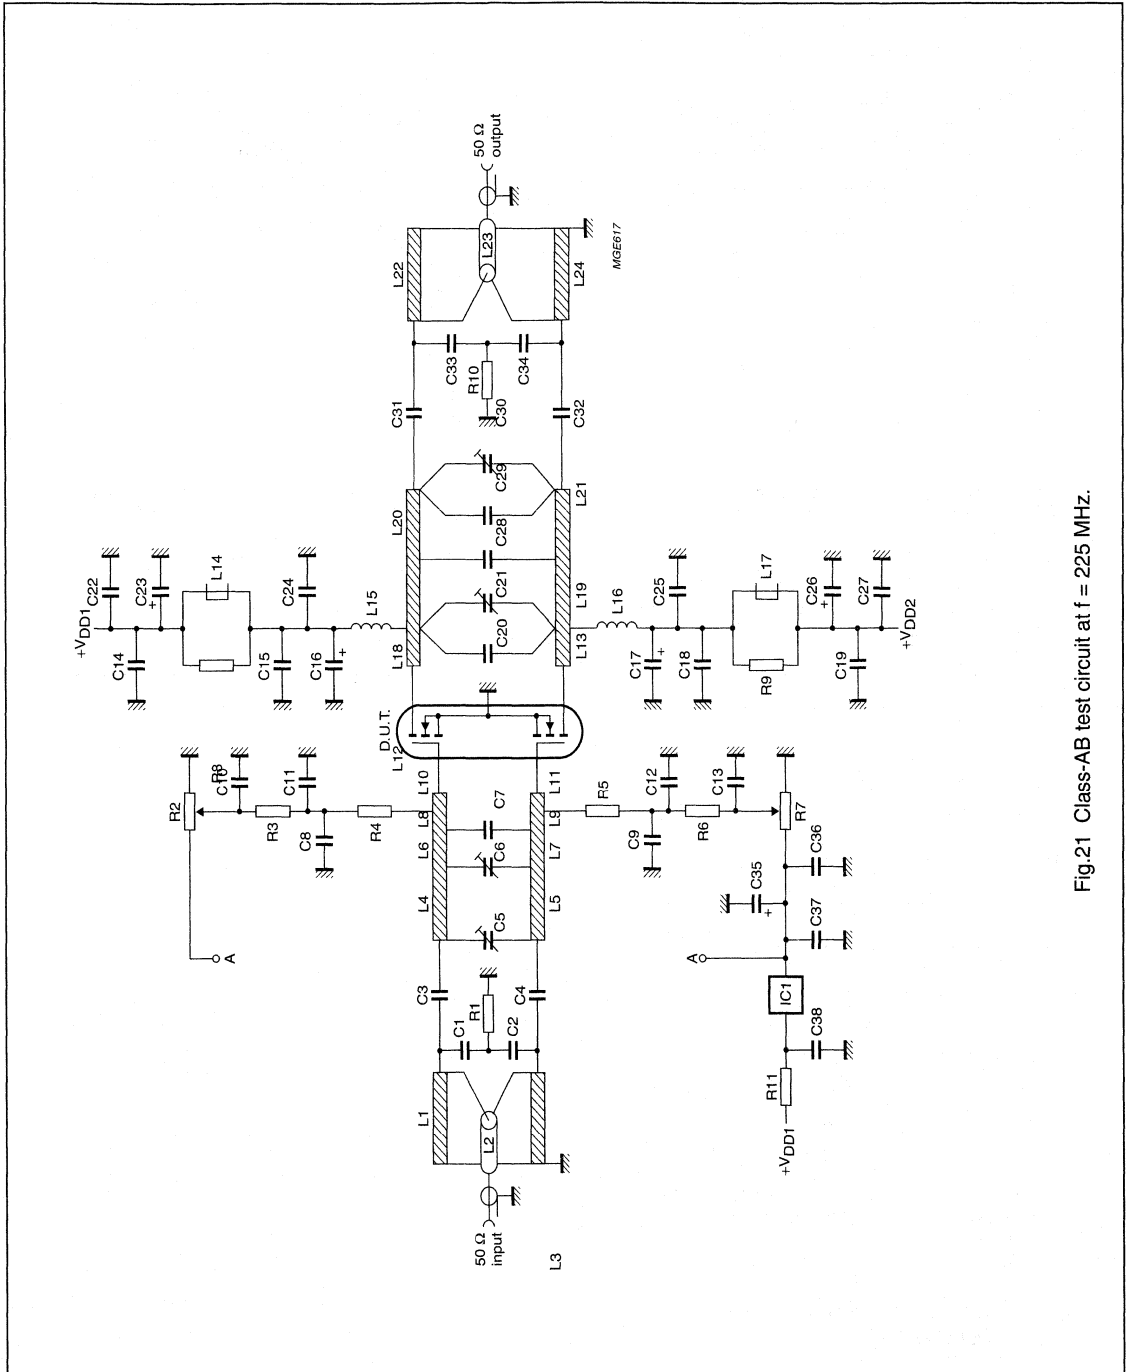 50 Ω
input
L3
L2
L1
C1
R1
C2
C3
C4
A
R2
R8
C10
R3
C11
C8
R4
L4
L6
L8
L10
C5
C6
C7
L5
L7
L9
L11
R5
C9
C12
R6
C13
R7
C36
C35
C37
A
IC1
C38
R11
+VDD1
D.U.T.
L12
+VDD1
C22
C14
C23
+
L14
C15
C24
C16
+
L15
L18
L20
C20
C21
C28
C29
C30
L13
L19
L21
L16
C17
+
C25
C18
L17
R9
C26
+
C19
C27
+VDD2
C31
C32
C33
R10
C34
L22
L23
L24
50 Ω
output
MGE617
+
Fig.21 Class-AB test circuit at f = 225 MHz.